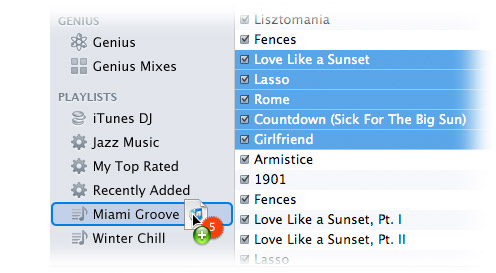 GENIUS
Genius
Genius Mixes
PLAYLISTS
iTunes DJ
Jazz Music
My Top Rated
Recently Added
Miami Groove
5
Winter Chill
Lisztomania
Fences
Love Like a Sunset
Lasso
Rome
Countdown (Sick For The Big Sun)
Girlfriend
Armistice
1901
Fences
Love Like a Sunset, Pt. I
Love Like a Sunset, Pt. II
Lasso